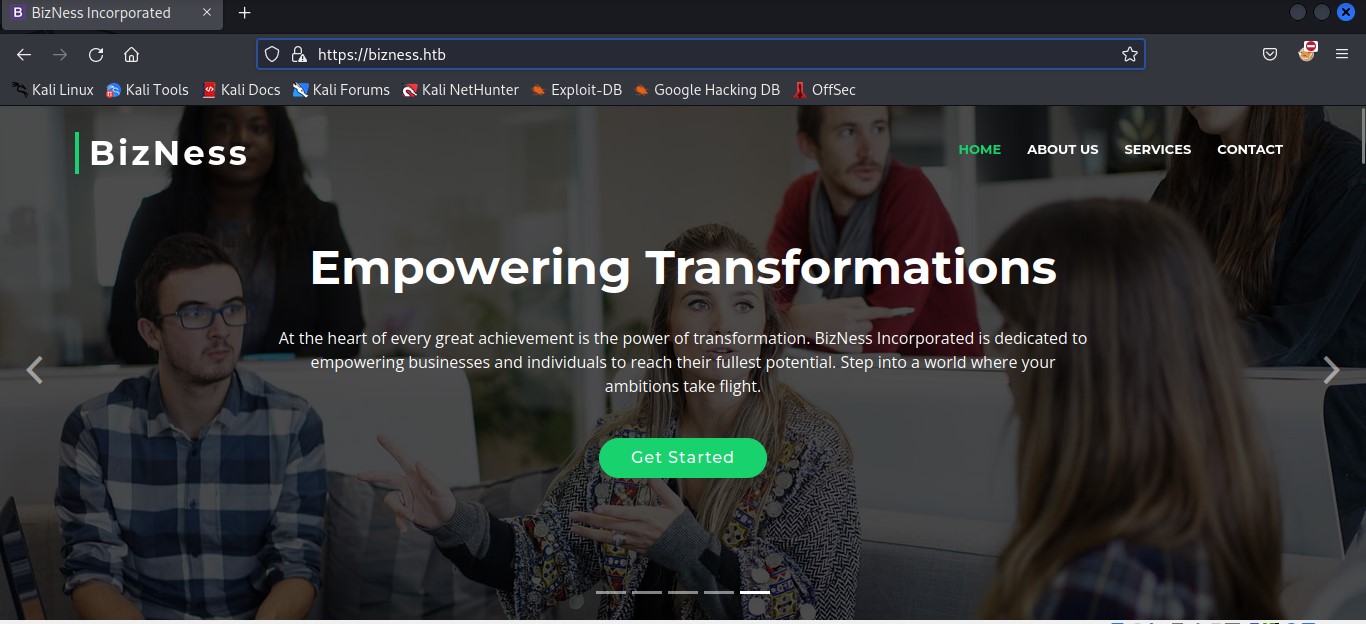 B BizNess Incorporated
https://bizness.htb
Kali Linux Kali Tools Kali Docs Kali Forums Kali NetHunter Exploit-DB Google Hacking DB OffSec
BizNess
HOME ABOUT US SERVICES CONTACT
Empowering Transformations
At the heart of every great achievement is the power of transformation. BizNess Incorporated is dedicated to
empowering businesses and individuals to reach their fullest potential. Step into a world where your
ambitions take flight.
Get Started